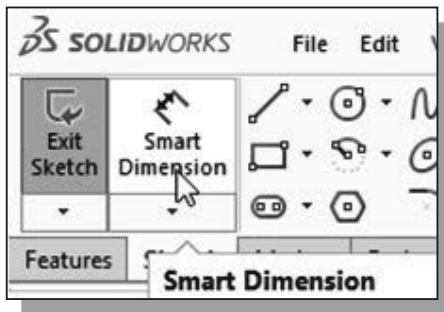 SOLIDWORKS File Edit
Exit Sketch
Smart Dimension
Features
Smart Dimension